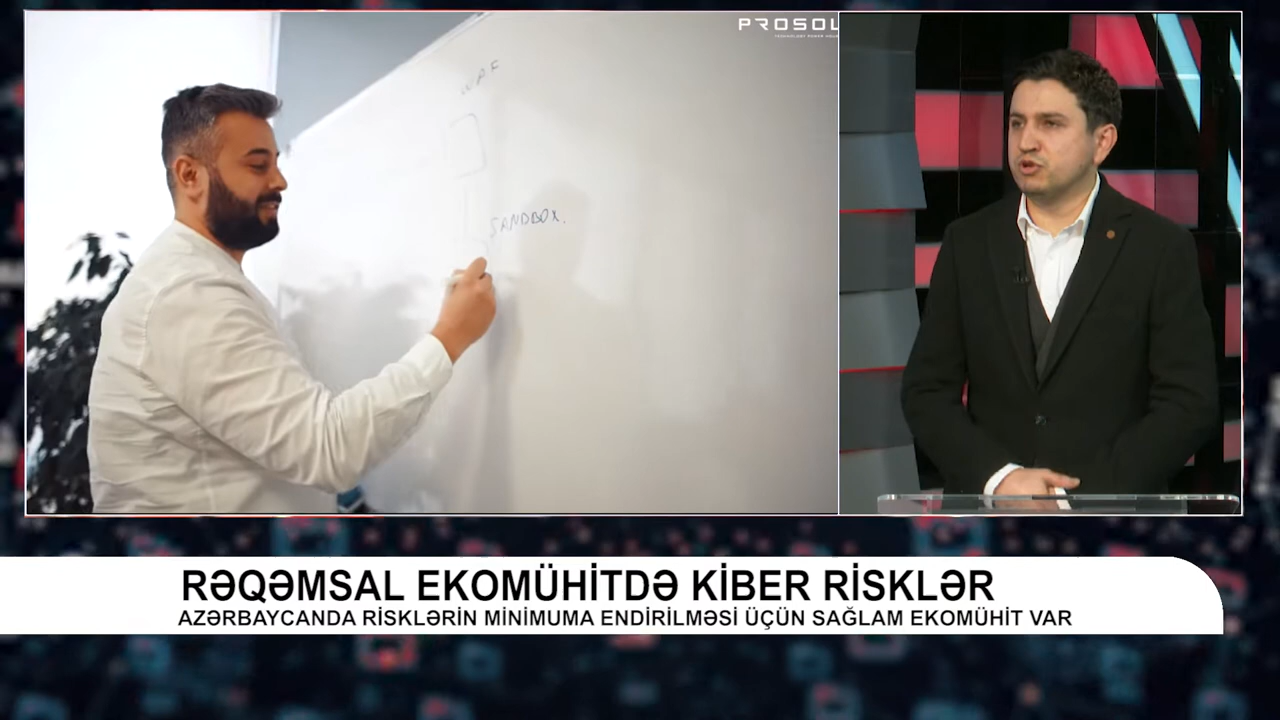 PROSOL
WAF
SANDBOX.
RƏQƏMSAL EKOMÜHİTDƏ KİBER RİSKLƏR
AZƏRBAYCANDA RİSKLƏRİN MİNİMUMA ENDİRİLMƏSİ ÜÇÜN SAĞLAM EKOMÜHİT VAR